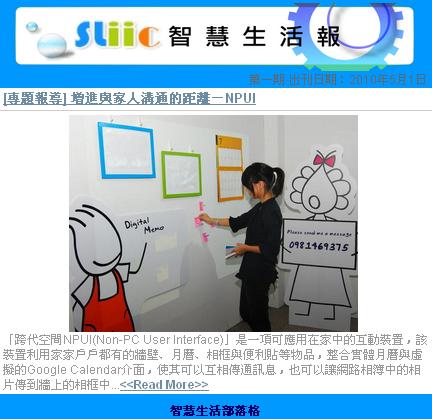 SLiiC 智慧生活報
第一期 出刊日期：2010年5月1日
[專題報導] 增進與家人溝通的距離－NPUI
Digital
Memo
Please send me a message
0981469375
「跨代空間NPUI(Non-PC User Interface)」是一項可應用在家中的互動裝置，該
裝置利用家家戶戶都有的牆壁、月曆、相框與便利貼等物品，整合實體月曆與虛
擬的Google Calendar介面，使其可以互相傳遞訊息，也可以讓網路相簿中的相
片傳到牆上的相框中...<<Read More>>
智慧生活部落格